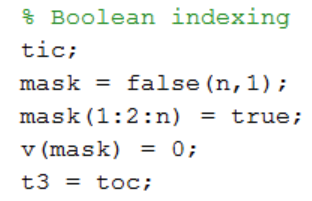 % Boolean indexing
tic;
mask = false(n,1);
mask(1:2:n) = true;
v(mask) = 0;
t3 = toc;